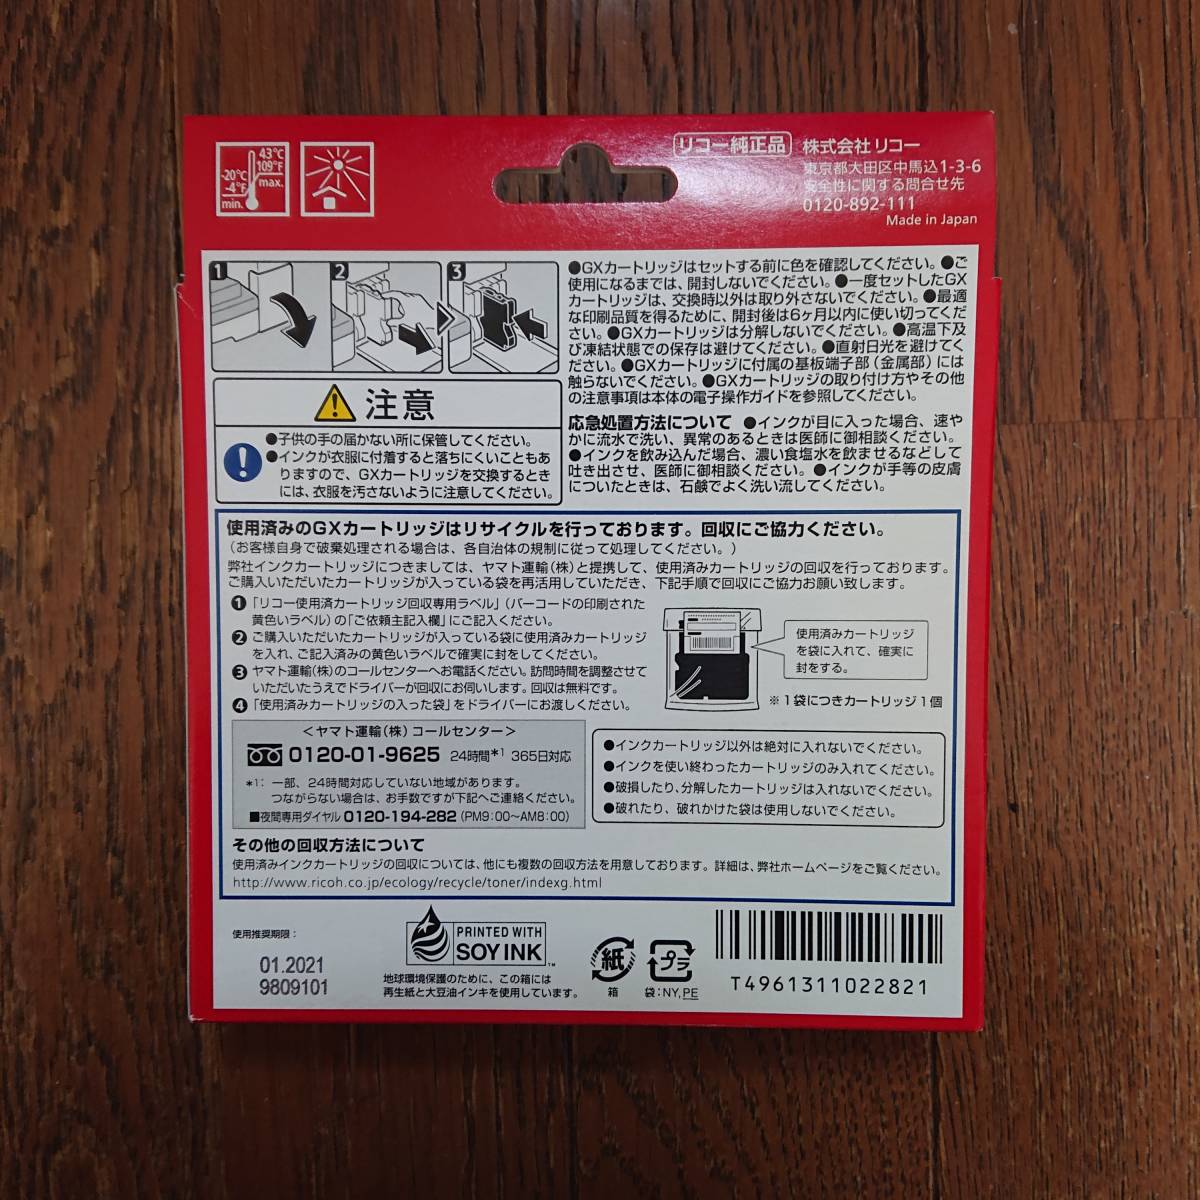 43℃
109°F
max.
-20℃
-4°F
min.
リコー純正品 株式会社 リコー
東京都大田区中馬込1-3-6
安全性に関する問合せ先
0120-892-111
Made in Japan
1 2 3
●GXカートリッジはセットする前に色を確認してください。●ご
使用になるまでは、開封しないでください。●一度セットしたGX
カートリッジは、交換時以外は取り外さないでください。●最適
な印刷品質を得るために、開封後は6ヶ月以内に使い切ってくだ
さい。●GXカートリッジは分解しないでください。●高温下及
び凍結状態での保存は避けてください。●直射日光を避けてく
ださい。●GXカートリッジに付属の基板端子部(金属部)には
触らないでください。●GXカートリッジの取り付け方やその他
の注意事項は本体の電子操作ガイドを参照してください。
応急処置方法について ●インクが目に入った場合、速や
かに流水で洗い、異常のあるときは医師に御相談ください。
●インクを飲み込んだ場合、濃い食塩水を飲ませるなどして
吐き出させ、医師に御相談ください。●インクが手等の皮膚
についたときは、石鹸でよく洗い流してください。
注意
●子供の手の届かない所に保管してください。
●インクが衣服に付着すると落ちにくいこともあ
りますので、GXカートリッジを交換するとき
には、衣服を汚さないように注意してください。
使用済みのGXカートリッジはリサイクルを行っております。回収にご協力ください。
(お客様自身で破棄処理される場合は、各自治体の規制に従って処理してください。)
弊社インクカートリッジにつきましては、ヤマト運輸(株)と提携して、使用済みカートリッジの回収を行っております。
ご購入いただいたカートリッジが入っている袋を再活用していただき、下記手順で回収にご協力お願い致します。
❶「リコー使用済カートリッジ回収専用ラベル」(バーコードの印刷された
黄色いラベル)の「ご依頼主記入欄」にご記入ください。
❷ご購入いただいたカートリッジが入っている袋に使用済みカートリッジ
を入れ、ご記入済みの黄色いラベルで確実に封をしてください。
❸ヤマト運輸(株)のコールセンターへお電話ください。訪問時間を調整させて
いただいたうえでドライバーが回収にお伺いします。回収は無料です。
❹「使用済みカートリッジの入った袋」をドライバーにお渡しください。
使用済みカートリッジ
を袋に入れて、確実に
封をする。
※1袋につきカートリッジ1個
<ヤマト運輸(株)コールセンター>
0120-01-9625 24時間*1 365日対応
*1: 一部、24時間対応していない地域があります。
つながらない場合は、お手数ですが下記へご連絡ください。
■夜間専用ダイヤル 0120-194-282 (PM9:00~AM8:00)
●インクカートリッジ以外は絶対に入れないでください。
●インクを使い終わったカートリッジのみ入れてください。
●破損したり、分解したカートリッジは入れないでください。
●破れたり、破れかけた袋は使用しないでください。
その他の回収方法について
使用済みインクカートリッジの回収については、他にも複数の回収方法を用意しております。詳細は、弊社ホームページをご覧ください。
http://www.ricoh.co.jp/ecology/recycle/toner/indexg.html
使用推奨期限:
01.2021
9809101
PRINTED WITH
SOY INK™
地球環境保護のために、この箱には
再生紙と大豆油インキを使用しています。
紙
箱
プラ
袋:NY,PE
T4961311022821